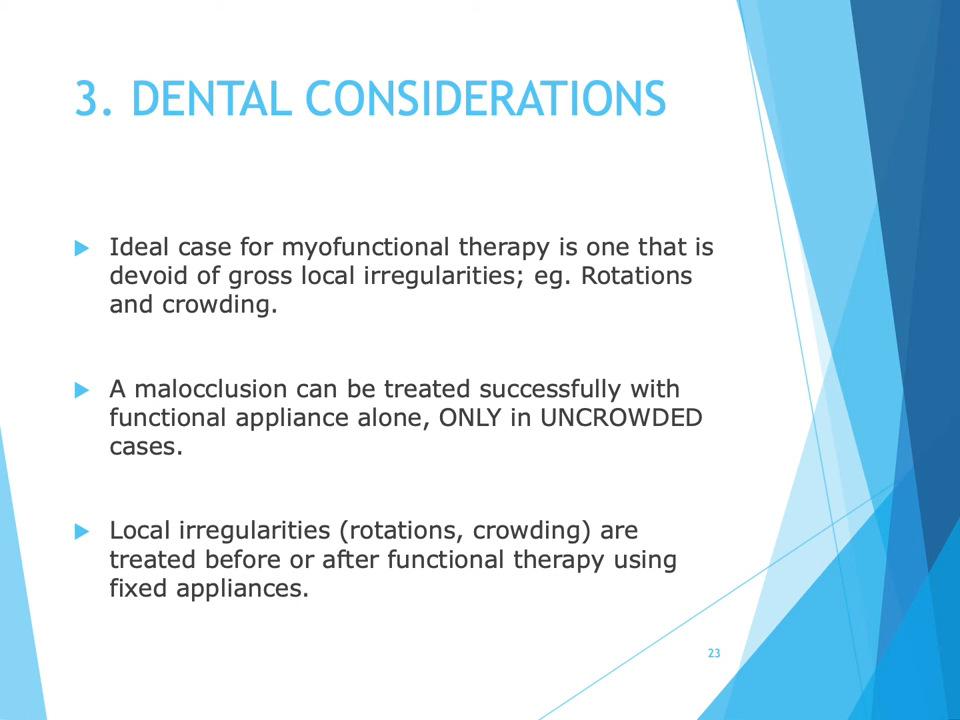 3. DENTAL CONSIDERATIONS
Ideal case for myofunctional therapy is one that is
devoid of gross local irregularities; eg. Rotations
and crowding.
A malocclusion can be treated successfully with
functional appliance alone, ONLY in UNCROWDED
cases.
Local irregularities (rotations, crowding) are
treated before or after functional therapy using
fixed appliances.
23